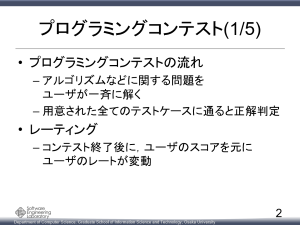 プログラミングコンテスト(1/5)
• プログラミングコンテストの流れ
– アルゴリズムなどに関する問題を
ユーザが一斉に解く
– 用意された全てのテストケースに通ると正解判定
• レーティング
– コンテスト終了後に，ユーザのスコアを元に
ユーザのレートが変動
Software
Engineering
Laboratory
2
Department of Computer Science, Graduate School of Information Science and Technology, Osaka University